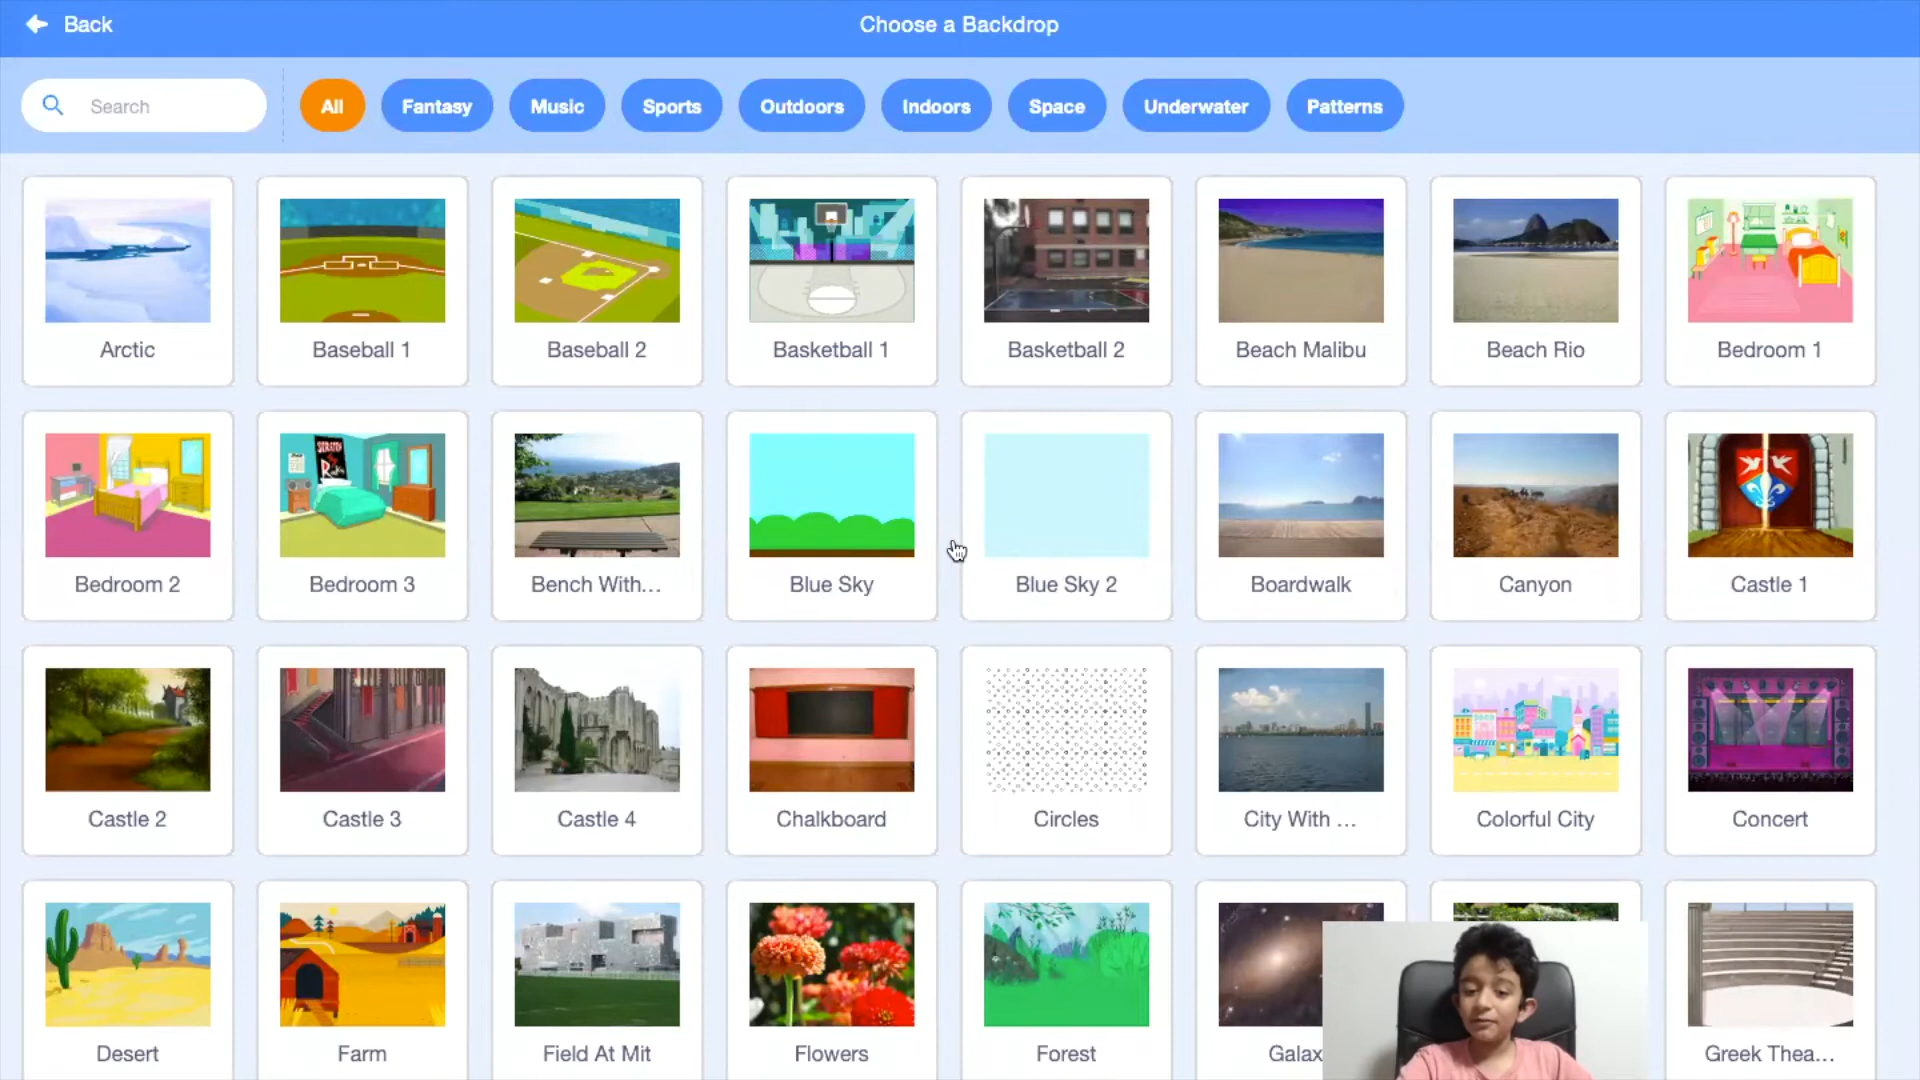 Back
Choose a Backdrop
Search
All
Fantasy
Music
Sports
Outdoors
Indoors
Space
Underwater
Patterns
Arctic
Baseball 1
Baseball 2
Basketball 1
Basketball 2
Beach Malibu
Beach Rio
Bedroom 1
Bedroom 2
Bedroom 3
Bench With...
Blue Sky
Blue Sky 2
Boardwalk
Canyon
Castle 1
Castle 2
Castle 3
Castle 4
Chalkboard
Circles
City With ...
Colorful City
Concert
Desert
Farm
Field At Mit
Flowers
Forest
Galax
Greek Thea...